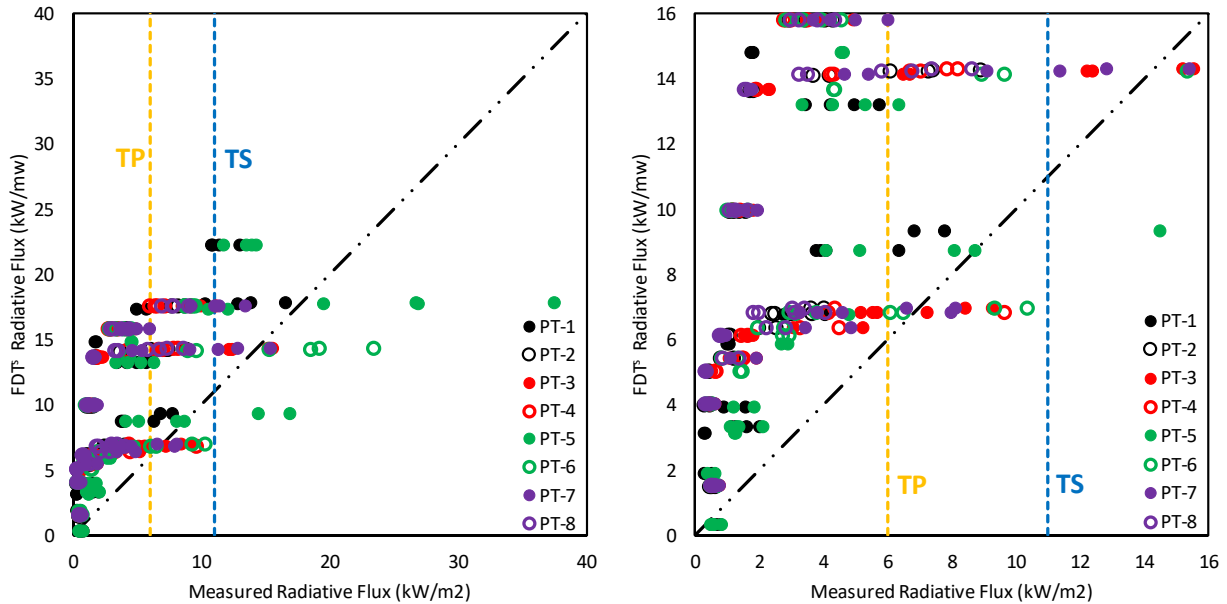 40
35
30
25
20
15
10
5
0
FDTˢ Radiative Flux (kW/mw)
TP
TS
PT-1
PT-2
PT-3
PT-4
PT-5
PT-6
PT-7
PT-8
0 10 20 30 40
Measured Radiative Flux (kW/m2)
16
14
12
10
8
6
4
2
0
FDTˢ Radiative Flux (kW/mw)
TP
TS
PT-1
PT-2
PT-3
PT-4
PT-5
PT-6
PT-7
PT-8
0 2 4 6 8 10 12 14 16
Measured Radiative Flux (kW/m2)